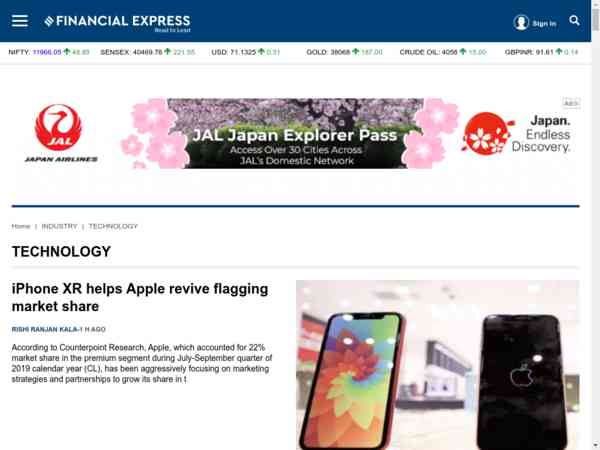 FINANCIAL EXPRESS
Read to Lead
Sign In
NIFTY: 11966.05 48.85 SENSEX: 40469.78 221.55 USD: 71.1325 0.31 GOLD: 38068 187.00 CRUDE OIL: 4058 15.00 GBPINR: 91.61 0.14
JAL
JAPAN AIRLINES
JAL Japan Explorer Pass
Access Over 30 Cities Across
JAL's Domestic Network
Japan.
Endless
Discovery.
Ad
Home | INDUSTRY | TECHNOLOGY
TECHNOLOGY
iPhone XR helps Apple revive flagging
market share
RISHI RANJAN KALA-1 H AGO
According to Counterpoint Research, Apple, which accounted for 22%
market share in the premium segment during July-September quarter of
2019 calendar year (CL), has been aggressively focusing on marketing
strategies and partnerships to grow its share in t